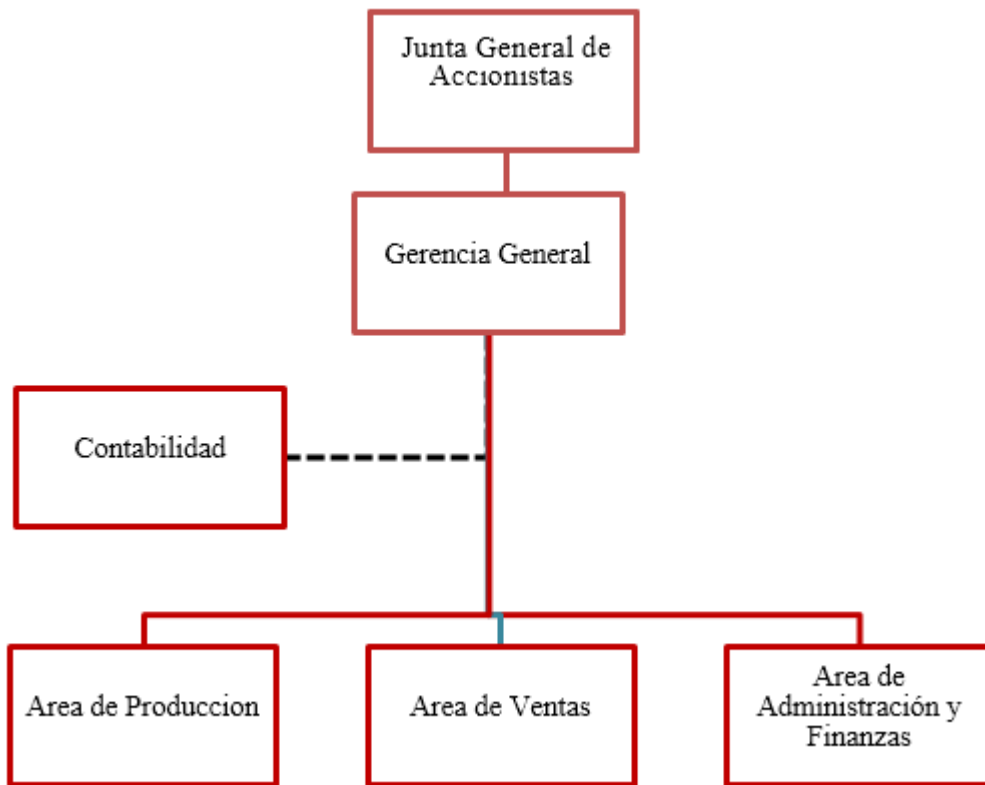 Junta General de
Accionistas
Gerencia General
Contabilidad
Area de Produccion
Area de Ventas
Area de
Administración y
Finanzas